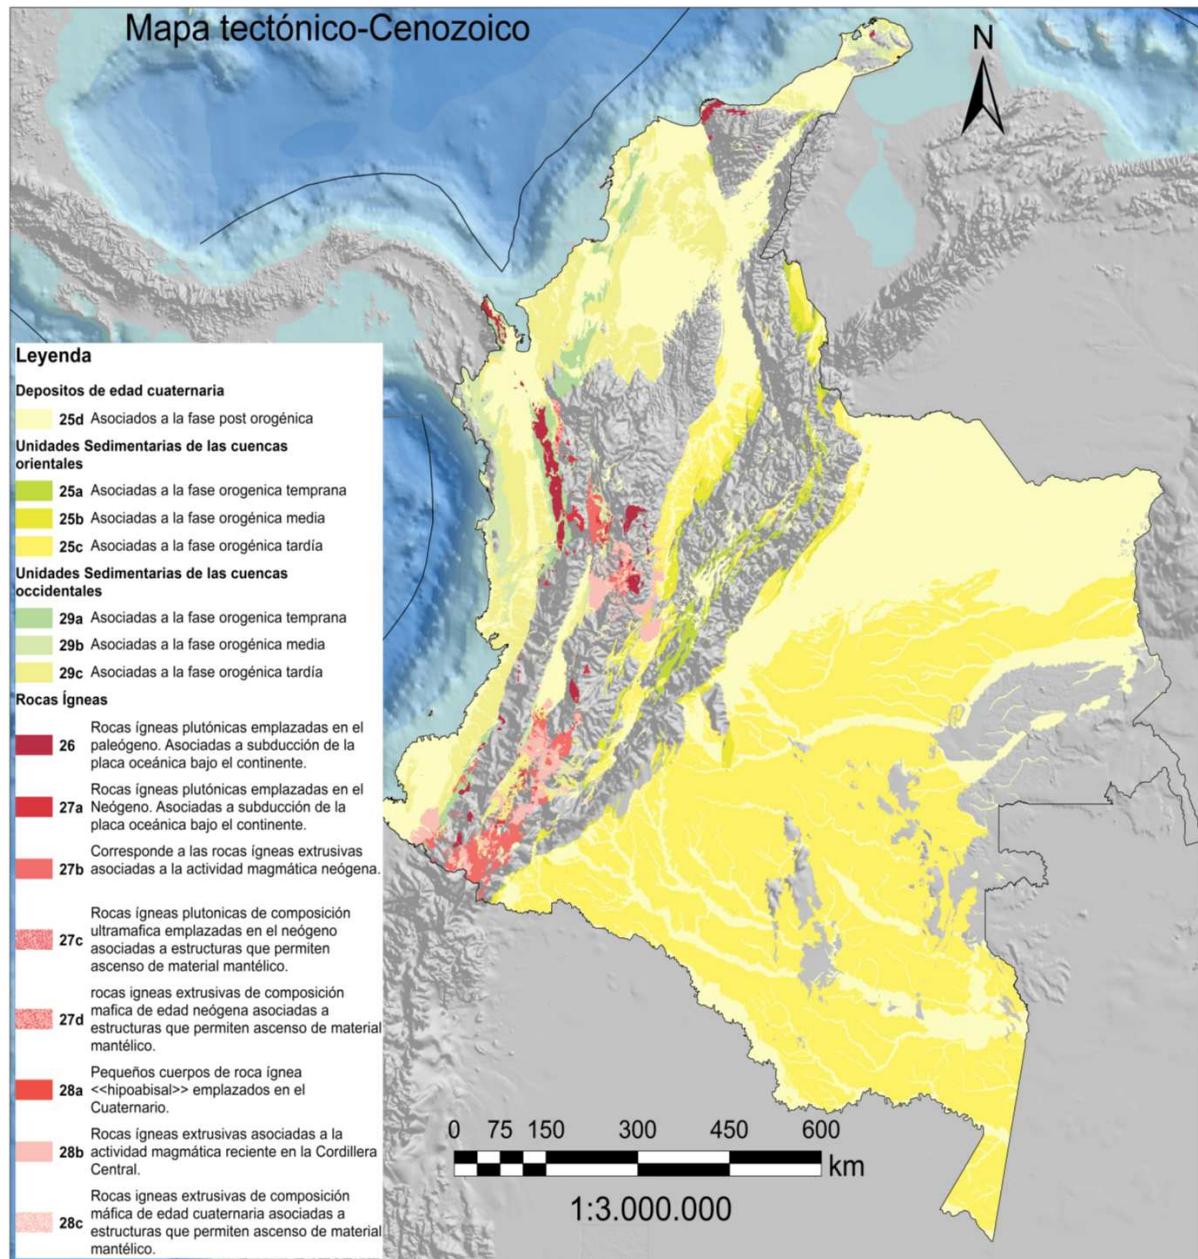 Mapa tectónico-Cenozoico
N
Leyenda
Depositos de edad cuaternaria
25d Asociados a la fase post orogénica
Unidades Sedimentarias de las cuencas
orientales
25a Asociadas a la fase orogenica temprana
25b Asociadas a la fase orogénica media
25c Asociadas a la fase orogénica tardía
Unidades Sedimentarias de las cuencas
occidentales
29a Asociadas a la fase orogénica temprana
29b Asociadas a la fase orogénica media
29c Asociadas a la fase orogénica tardía
Rocas Ígneas
Rocas ígneas plutónicas emplazadas en el
26 paleógeno. Asociadas a subducción de la
placa oceánica bajo el continente.
Rocas ígneas plutónicas emplazadas en el
27a Neógeno. Asociadas a subducción de la
placa oceánica bajo el continente.
Corresponde a las rocas ígneas extrusivas
27b asociadas a la actividad magmática neógena.
Rocas ígneas plutonicas de composición
27c ultramafica emplazadas en el neógeno
asociadas a estructuras que permiten
ascenso de material mantélico.
rocas igneas extrusivas de composición
mafica de edad neógena asociadas a
27d estructuras que permiten ascenso de material
mantélico.
Pequeños cuerpos de roca ígnea
28a <<hipoabisal>> emplazados en el
Cuaternario.
Rocas ígneas extrusivas asociadas a la
28b actividad magmática reciente en la Cordillera
Central.
Rocas igneas extrusivas de composición
máfica de edad cuaternaria asociadas a
28c estructuras que permiten ascenso de material
mantélico.
0 75 150 300 450 600
km
1:3.000.000